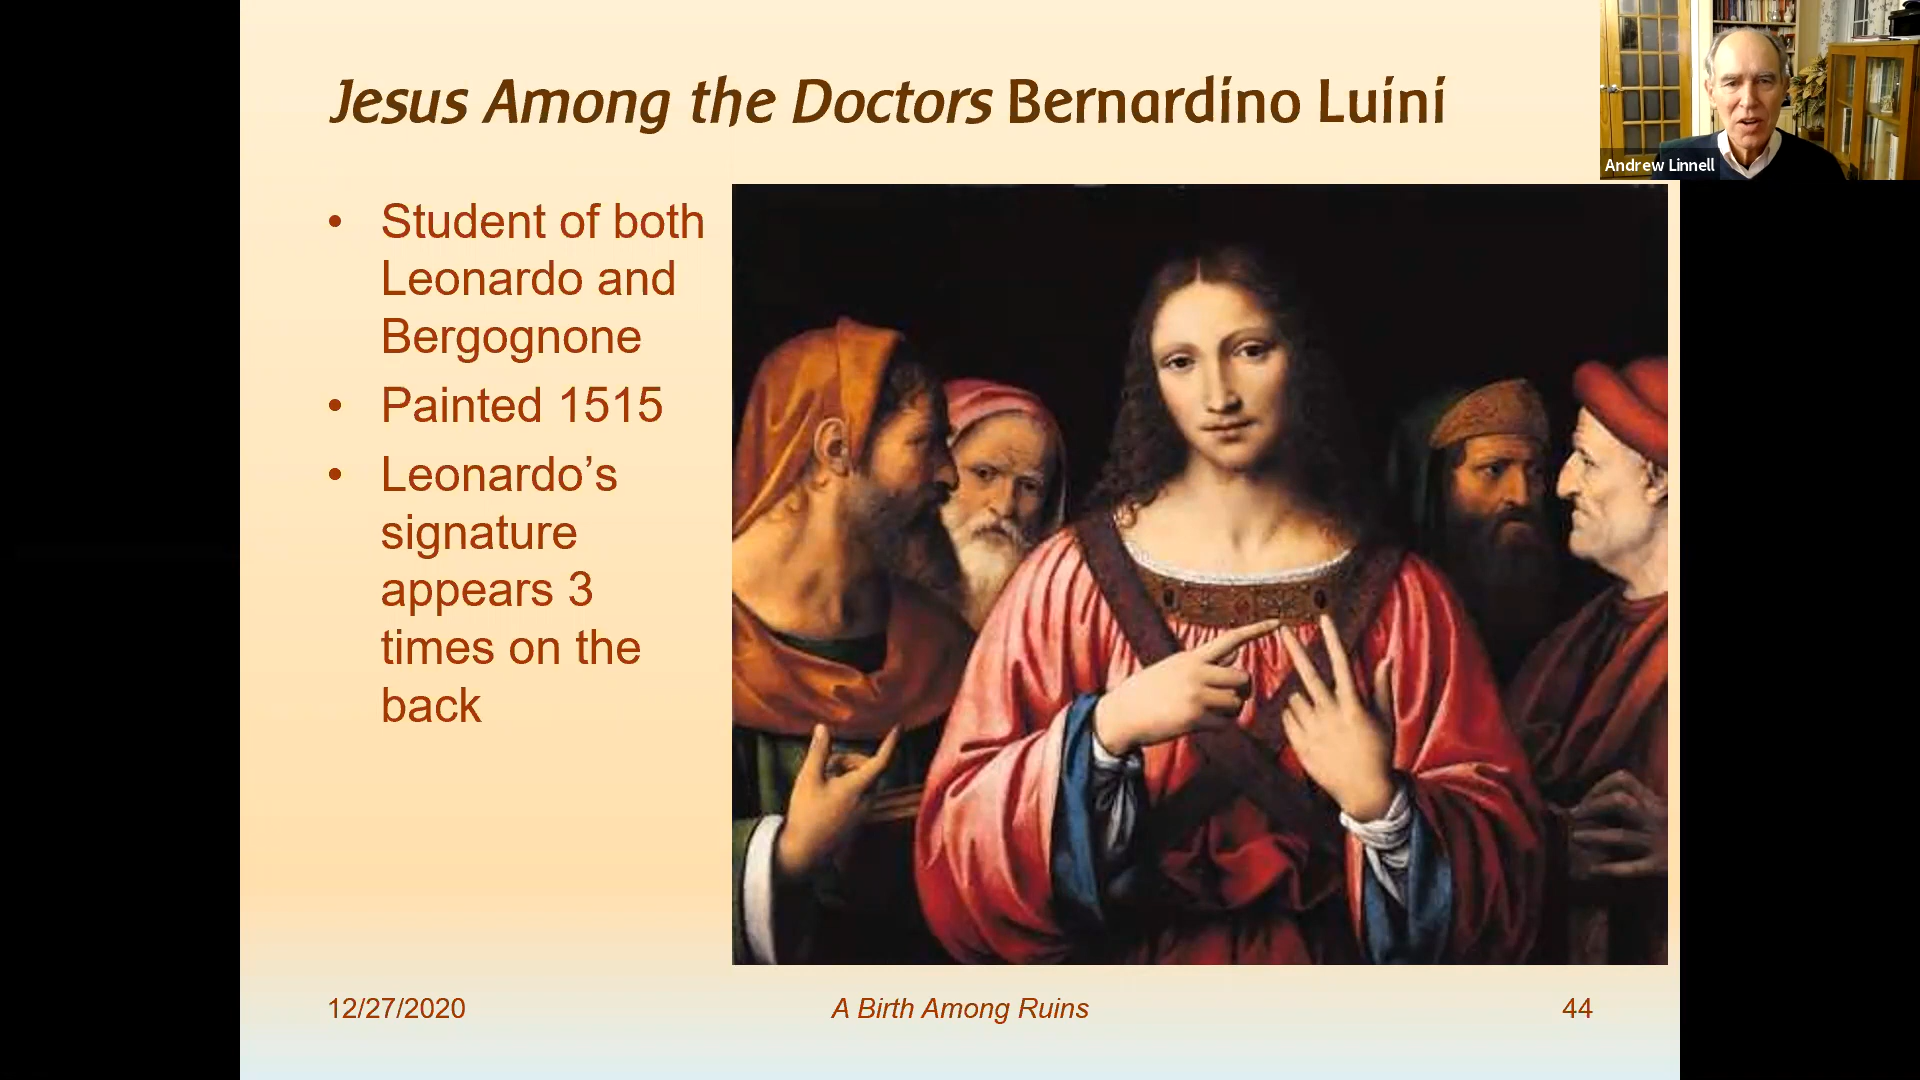 Jesus Among the Doctors Bernardino Luini
Andrew Linnell
• Student of both
Leonardo and
Bergognone
• Painted 1515
• Leonardo’s
signature
appears 3
times on the
back
12/27/2020
A Birth Among Ruins
44